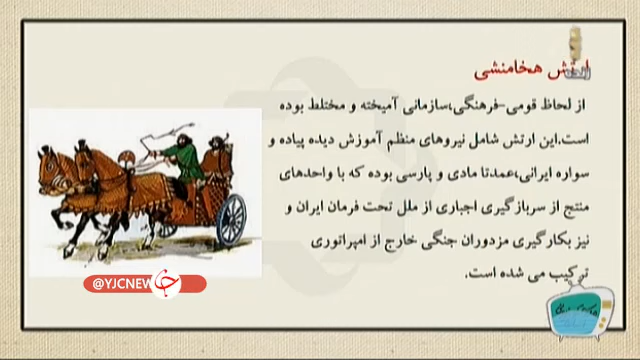 ارتش هخامنشی
زنده
از لحاظ قومی-فرهنگی،سازمانی آمیخته و مختلط بوده
است.این ارتش شامل نیروهای منظم آموزش دیده پیاده و
سواره ایرانی،عمدتا مادی و پارسی بوده که با واحدهای
منتج از سربازگیری اجباری از ملل تحت فرمان ایران و
نیز بکارگیری مزدوران جنگی خارج از امپراتوری
ترکیب می شده است.
@YJCNEW